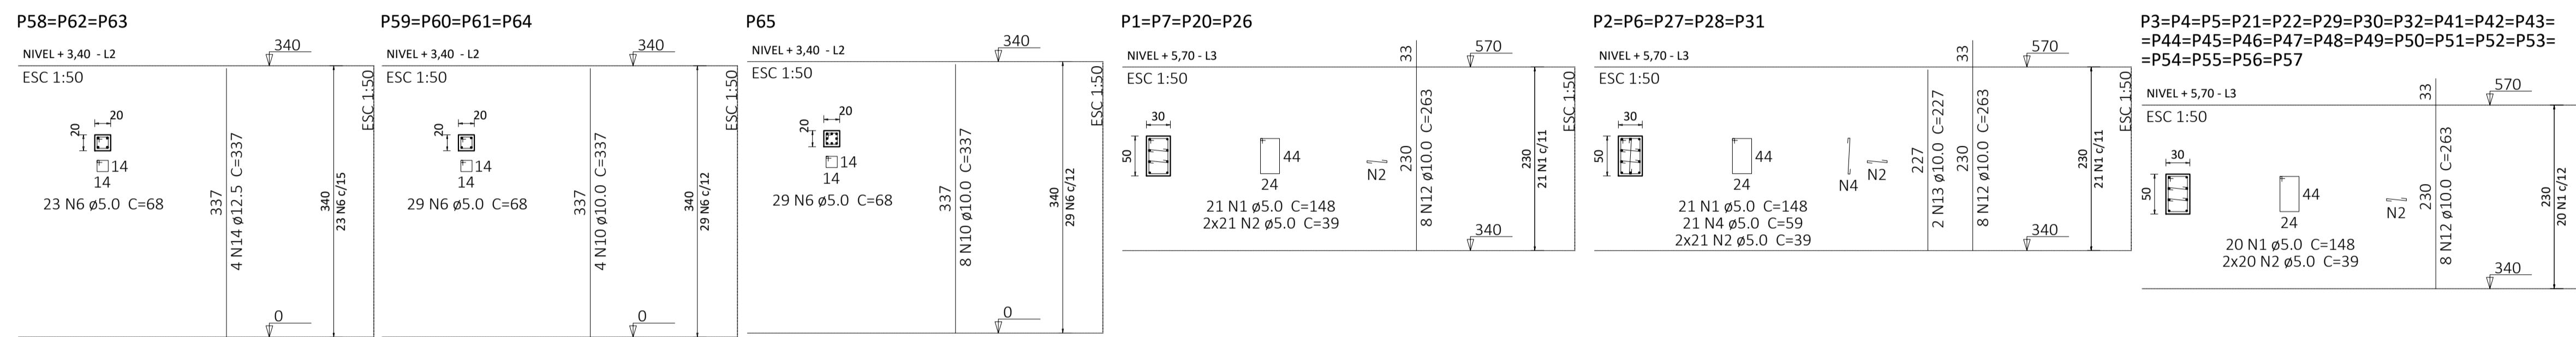 P58=P62=P63
NIVEL + 3,40 - L2
340
ESC 1:50
ESC 1:50
20
20
14
14
23 N6 ø5.0 C=68
337
4 N14 ø12.5 C=337
340
23 N6 c/15
0
P59=P60=P61=P64
NIVEL + 3,40 - L2
340
ESC 1:50
ESC 1:50
20
20
14
14
29 N6 ø5.0 C=68
337
4 N10 ø10.0 C=337
340
29 N6 c/12
0
P65
NIVEL + 3,40 - L2
340
ESC 1:50
ESC 1:50
20
20
14
14
29 N6 ø5.0 C=68
337
8 N10 ø10.0 C=337
340
29 N6 c/12
0
P1=P7=P20=P26
NIVEL + 5,70 - L3
33
570
ESC 1:50
ESC 1:50
30
50
44
24
N2
21 N1 ø5.0 C=148
2x21 N2 ø5.0 C=39
230
8 N12 ø10.0 C=263
230
21 N1 c/11
340
P2=P6=P27=P28=P31
NIVEL + 5,70 - L3
33
570
ESC 1:50
ESC 1:50
30
50
44
24
N4
N2
21 N1 ø5.0 C=148
21 N4 ø5.0 C=59
2x21 N2 ø5.0 C=39
227
2 N13 ø10.0 C=227
230
8 N12 ø10.0 C=263
230
21 N1 c/11
340
P3=P4=P5=P21=P22=P29=P30=P32=P41=P42=P43=
=P44=P45=P46=P47=P48=P49=P50=P51=P52=P53=
=P54=P55=P56=P57
NIVEL + 5,70 - L3
33
570
ESC 1:50
30
50
44
24
N2
20 N1 ø5.0 C=148
2x20 N2 ø5.0 C=39
230
8 N12 ø10.0 C=263
230
20 N1 c/12
340